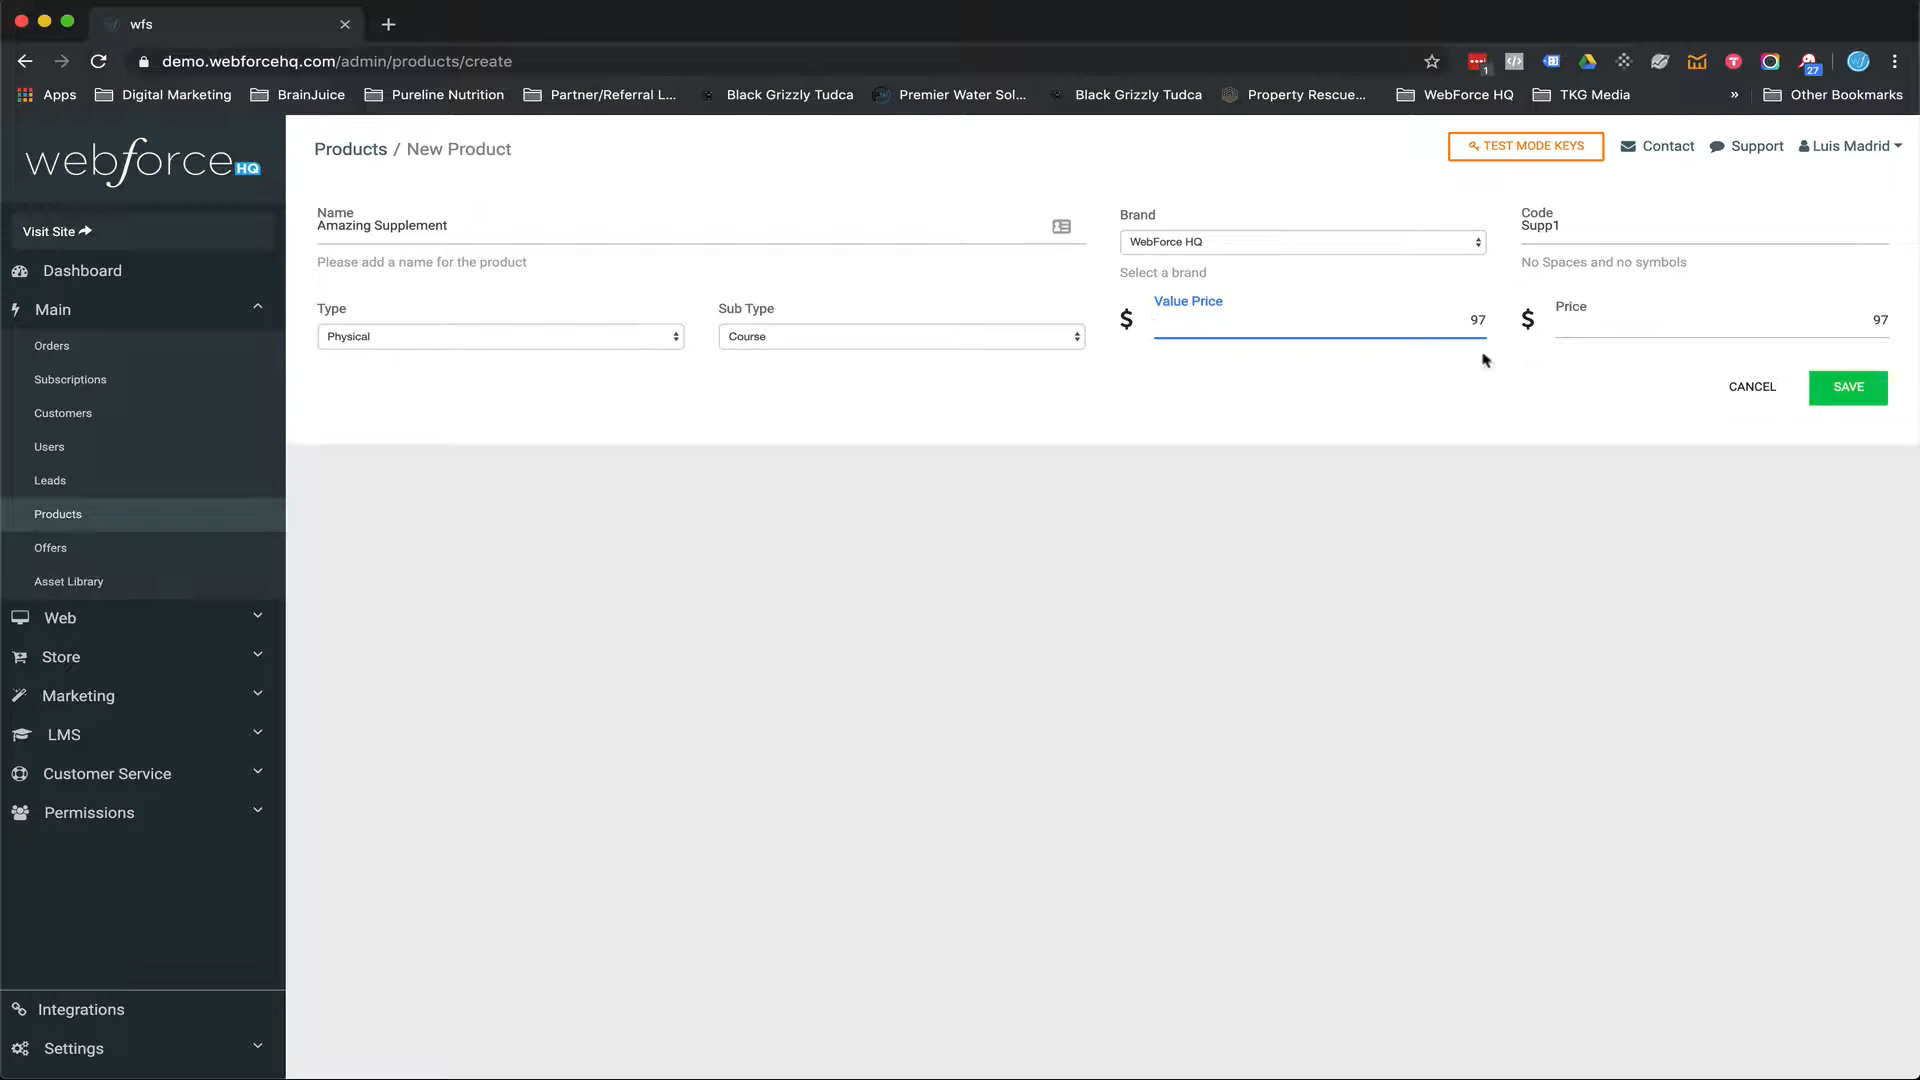 wfs
demo.webforcehq.com/admin/products/create
1
27
Apps
Digital Marketing
BrainJuice
Pureline Nutrition
Partner/Referral L...
Black Grizzly Tudca
Premier Water Sol...
Black Grizzly Tudca
Property Rescue...
WebForce HQ
TKG Media
»
Other Bookmarks
webforce HQ
Products / New Product
TEST MODE KEYS
Contact
Support
Luis Madrid
Visit Site
Dashboard
Main
Orders
Subscriptions
Customers
Users
Leads
Products
Offers
Asset Library
Web
Store
Marketing
LMS
Customer Service
Permissions
Integrations
Settings
Name
Amazing Supplement
Please add a name for the product
Brand
WebForce HQ
Select a brand
Code
Supp1
No Spaces and no symbols
Type
Physical
Sub Type
Course
Value Price
$ 97
Price
$ 97
CANCEL
SAVE